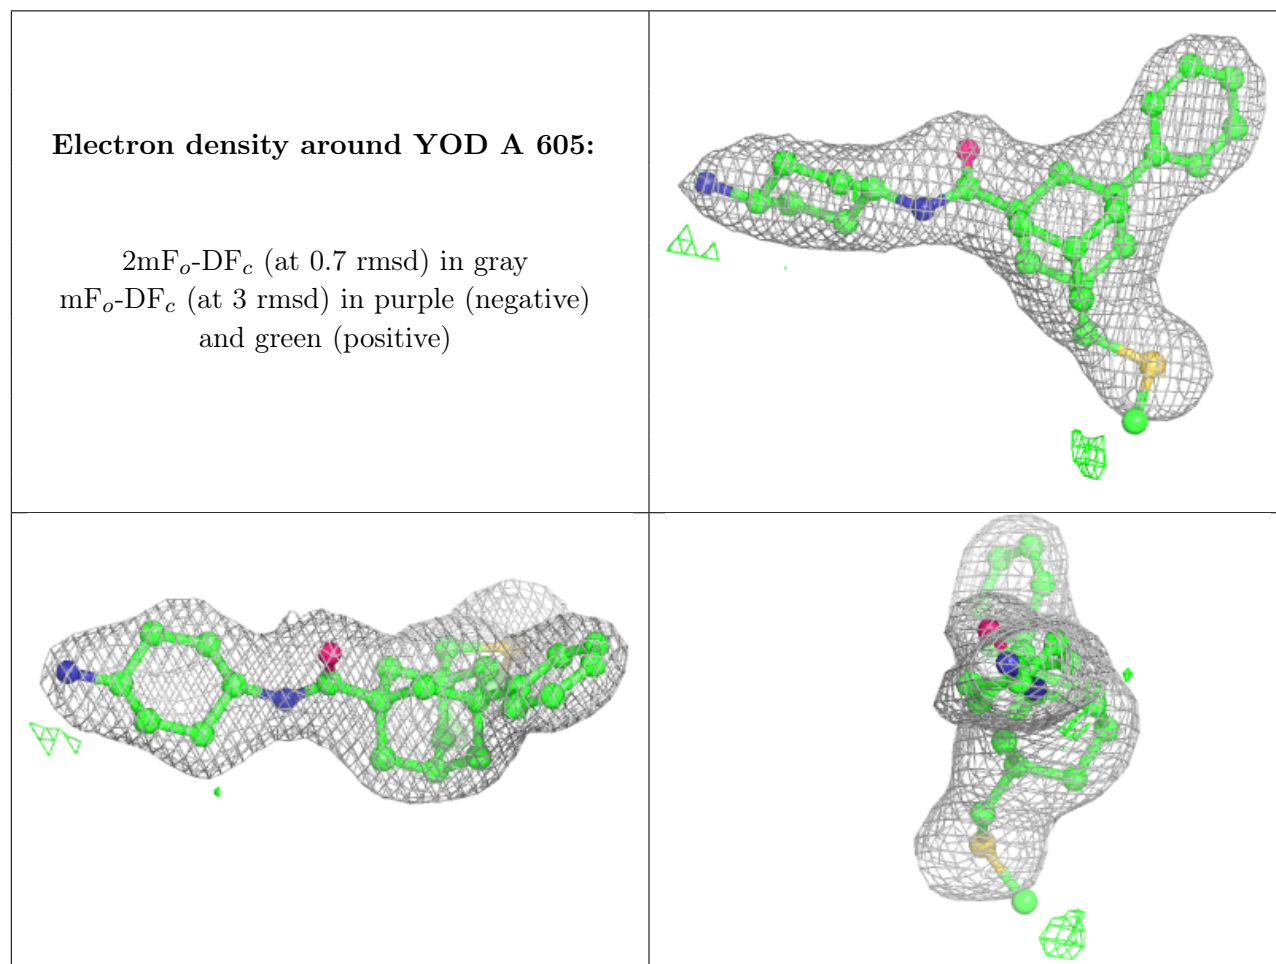 Electron density around YOD A 605:
2mFo-DFc (at 0.7 rmsd) in gray
mFo-DFc (at 3 rmsd) in purple (negative)
and green (positive)